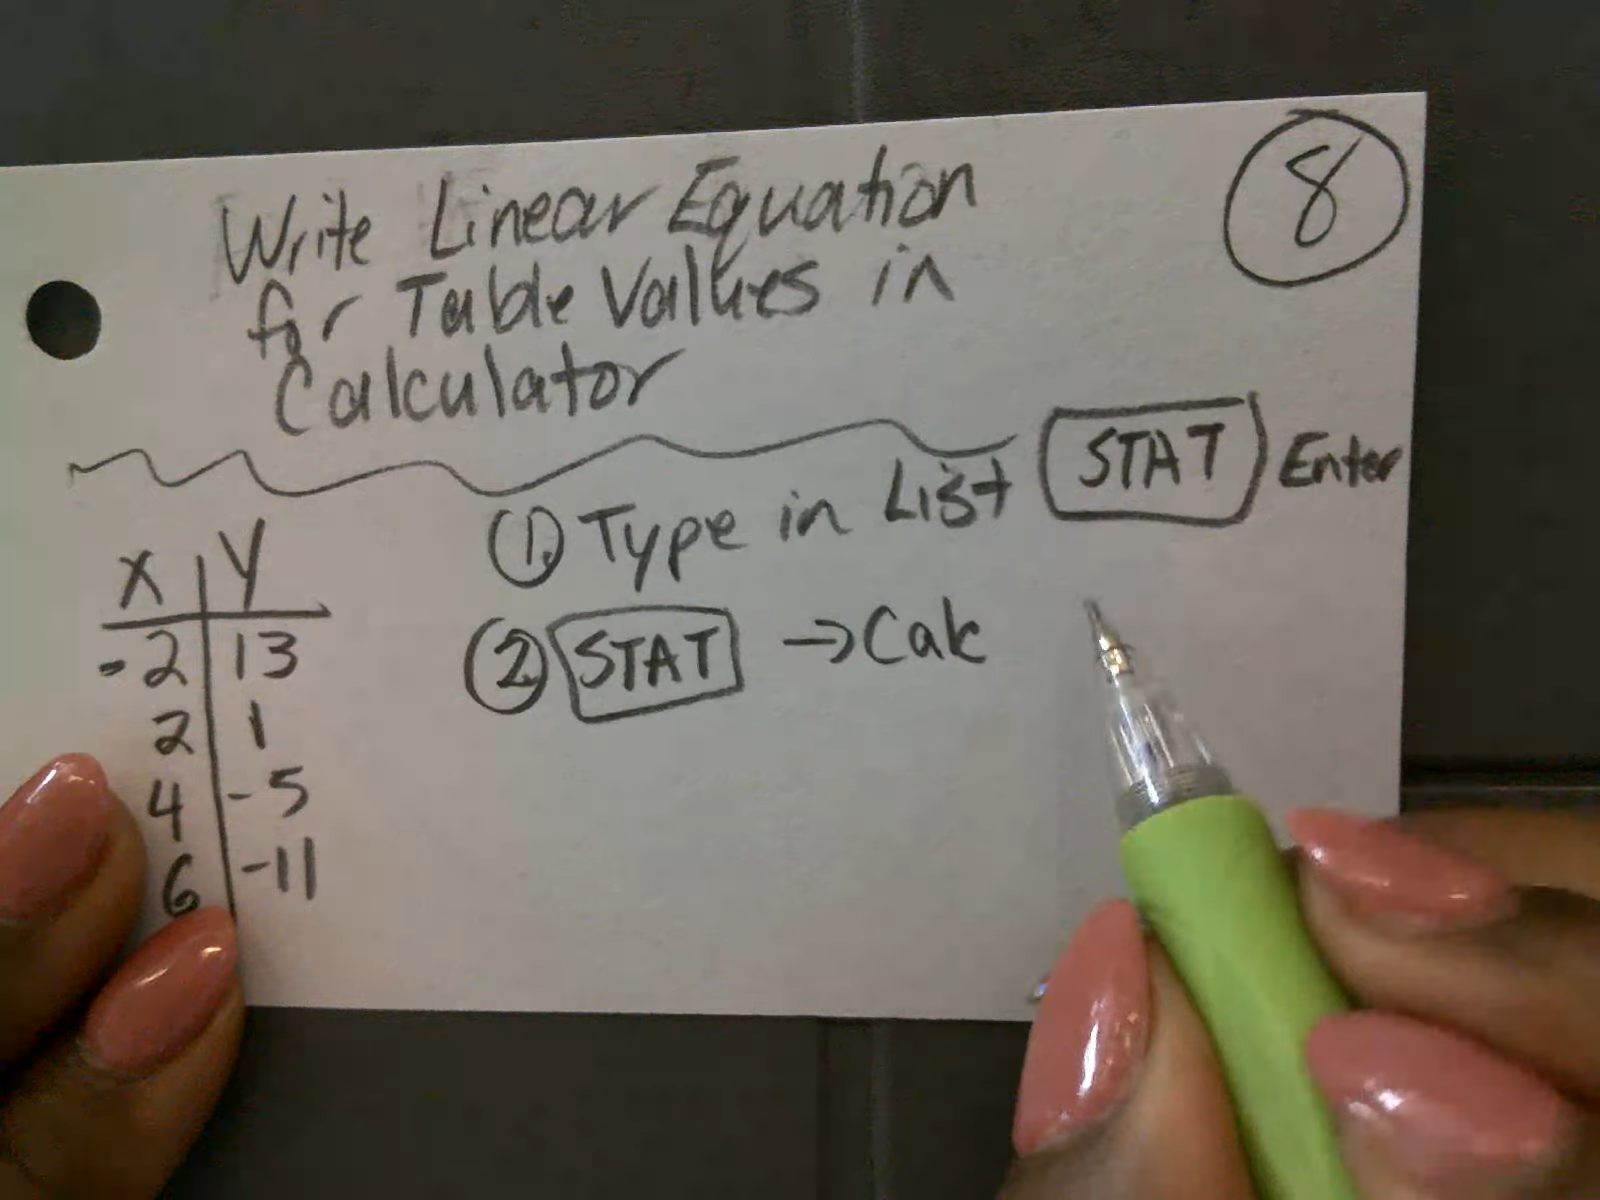 8
Write Linear Equation
for Table Values in
Calculator
1. Type in List STAT Enter
2. STAT → Calc
X Y
-2 13
2 1
4 -5
6 -11